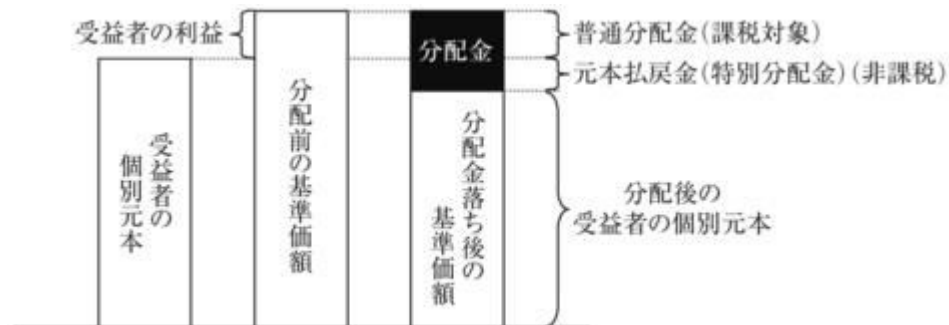 受益者の利益
普通分配金(課税対象)
分配金
元本払戻金(特別分配金)(非課税)
受益者の
個別元本
分配前の基準価額
分配金落ち後の
基準価額
分配後の
受益者の個別元本